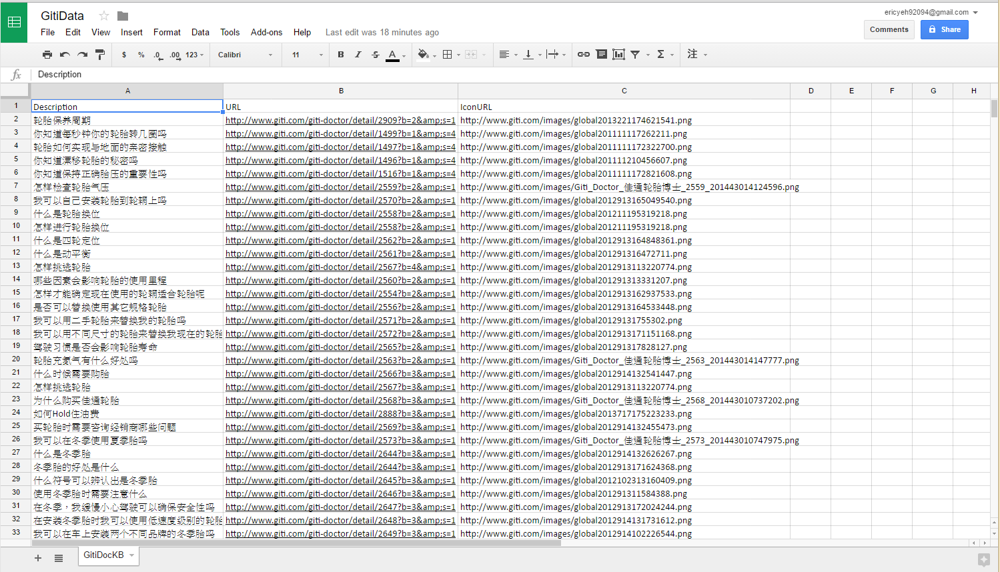 GitiData
ericyeh92094@gmail.com
File Edit View Insert Format Data Tools Add-ons Help Last edit was 18 minutes ago
Comments Share
$ % .0 .00 123 Calibri 11 B I S A Σ 注
fx Description
A B C D E F G H
1 Description URL IconURL
2 轮胎保养周期 http://www.giti.com/giti-doctor/detail/2909?b=2&amp;s=1 http://www.giti.com/images/global2013221174621541.png
3 你知道每秒钟你的轮胎转几圈吗 http://www.giti.com/giti-doctor/detail/1499?b=1&amp;s=4 http://www.giti.com/images/global2011111117262211.png
4 轮胎如何实现与地面的亲密接触 http://www.giti.com/giti-doctor/detail/1497?b=1&amp;s=4 http://www.giti.com/images/global2011111172322700.png
5 你知道漂移轮胎的秘密吗 http://www.giti.com/giti-doctor/detail/1496?b=1&amp;s=4 http://www.giti.com/images/global201111210456607.png
6 你知道保持正确胎压的重要性吗 http://www.giti.com/giti-doctor/detail/1516?b=1&amp;s=4 http://www.giti.com/images/global2011111172821608.png
7 怎样检查轮胎气压 http://www.giti.com/giti-doctor/detail/2559?b=2&amp;s=1 http://www.giti.com/images/Giti_Doctor_佳通轮胎博士_2559_201443014124596.png
8 我可以自己安装轮胎到轮辋上吗 http://www.giti.com/giti-doctor/detail/2570?b=2&amp;s=1 http://www.giti.com/images/global2012913165049540.png
9 什么是轮胎换位 http://www.giti.com/giti-doctor/detail/2558?b=2&amp;s=1 http://www.giti.com/images/global201211195319218.png
10 怎样进行轮胎换位 http://www.giti.com/giti-doctor/detail/2558?b=2&amp;s=1 http://www.giti.com/images/global201211195319218.png
11 什么是四轮定位 http://www.giti.com/giti-doctor/detail/2562?b=2&amp;s=1 http://www.giti.com/images/global2012913164848361.png
12 什么是动平衡 http://www.giti.com/giti-doctor/detail/2561?b=2&amp;s=1 http://www.giti.com/images/global201291316472711.png
13 怎样挑选轮胎 http://www.giti.com/giti-doctor/detail/2567?b=4&amp;s=1 http://www.giti.com/images/global2012913113220774.png
14 哪些因素会影响轮胎的使用里程 http://www.giti.com/giti-doctor/detail/2560?b=2&amp;s=1 http://www.giti.com/images/global201291313331207.png
15 怎样才能确定现在使用的轮辋适合轮胎呢 http://www.giti.com/giti-doctor/detail/2554?b=2&amp;s=1 http://www.giti.com/images/global2012913162937533.png
16 是否可以替换使用其它规格轮胎 http://www.giti.com/giti-doctor/detail/2556?b=2&amp;s=1 http://www.giti.com/images/global2012913164533448.png
17 我可以用二手轮胎来替换我的轮胎吗 http://www.giti.com/giti-doctor/detail/2571?b=2&amp;s=1 http://www.giti.com/images/global20129131755302.png
18 我可以用不同尺寸的轮胎来替换我现在的轮胎 http://www.giti.com/giti-doctor/detail/2572?b=2&amp;s=1 http://www.giti.com/images/global2012913171151168.png
19 驾驶习惯是否会影响轮胎寿命 http://www.giti.com/giti-doctor/detail/2565?b=2&amp;s=1 http://www.giti.com/images/global201291317828127.png
20 轮胎充氮气有什么好处吗 http://www.giti.com/giti-doctor/detail/2563?b=2&amp;s=1 http://www.giti.com/images/Giti_Doctor_佳通轮胎博士_2563_201443014147777.png
21 什么时候需要购胎 http://www.giti.com/giti-doctor/detail/2566?b=3&amp;s=1 http://www.giti.com/images/global2012914132541447.png
22 怎样挑选轮胎 http://www.giti.com/giti-doctor/detail/2567?b=3&amp;s=1 http://www.giti.com/images/global2012913113220774.png
23 为什么购买佳通轮胎 http://www.giti.com/giti-doctor/detail/2568?b=3&amp;s=1 http://www.giti.com/images/Giti_Doctor_佳通轮胎博士_2568_201443010737202.png
24 如何Hold住油费 http://www.giti.com/giti-doctor/detail/2888?b=3&amp;s=1 http://www.giti.com/images/global2013717175223233.png
25 买轮胎时需要咨询经销商哪些问题 http://www.giti.com/giti-doctor/detail/2569?b=3&amp;s=1 http://www.giti.com/images/global2012914132455473.png
26 我可以在冬季使用夏季胎吗 http://www.giti.com/giti-doctor/detail/2573?b=3&amp;s=1 http://www.giti.com/images/Giti_Doctor_佳通轮胎博士_2573_201443010747975.png
27 什么是冬季胎 http://www.giti.com/giti-doctor/detail/2644?b=3&amp;s=1 http://www.giti.com/images/global2012914132626267.png
28 冬季胎的好处是什么 http://www.giti.com/giti-doctor/detail/2644?b=3&amp;s=1 http://www.giti.com/images/global2012913171624368.png
29 什么符号可以辨认出是冬季胎 http://www.giti.com/giti-doctor/detail/2645?b=3&amp;s=1 http://www.giti.com/images/global2012102313160409.png
30 使用冬季胎时需要注意什么 http://www.giti.com/giti-doctor/detail/2646?b=3&amp;s=1 http://www.giti.com/images/global201291311584388.png
31 在冬季，我缓慢小心驾驶可以确保安全性吗 http://www.giti.com/giti-doctor/detail/2647?b=3&amp;s=1 http://www.giti.com/images/global2012913172024244.png
32 在安装冬季胎时我可以使用低速度级别的轮胎 http://www.giti.com/giti-doctor/detail/2648?b=3&amp;s=1 http://www.giti.com/images/global2012914131731612.png
33 我可以在车上安装两个不同品牌的冬季胎吗 http://www.giti.com/giti-doctor/detail/2649?b=3&amp;s=1 http://www.giti.com/images/global2012914102226544.png
GitiDocKB